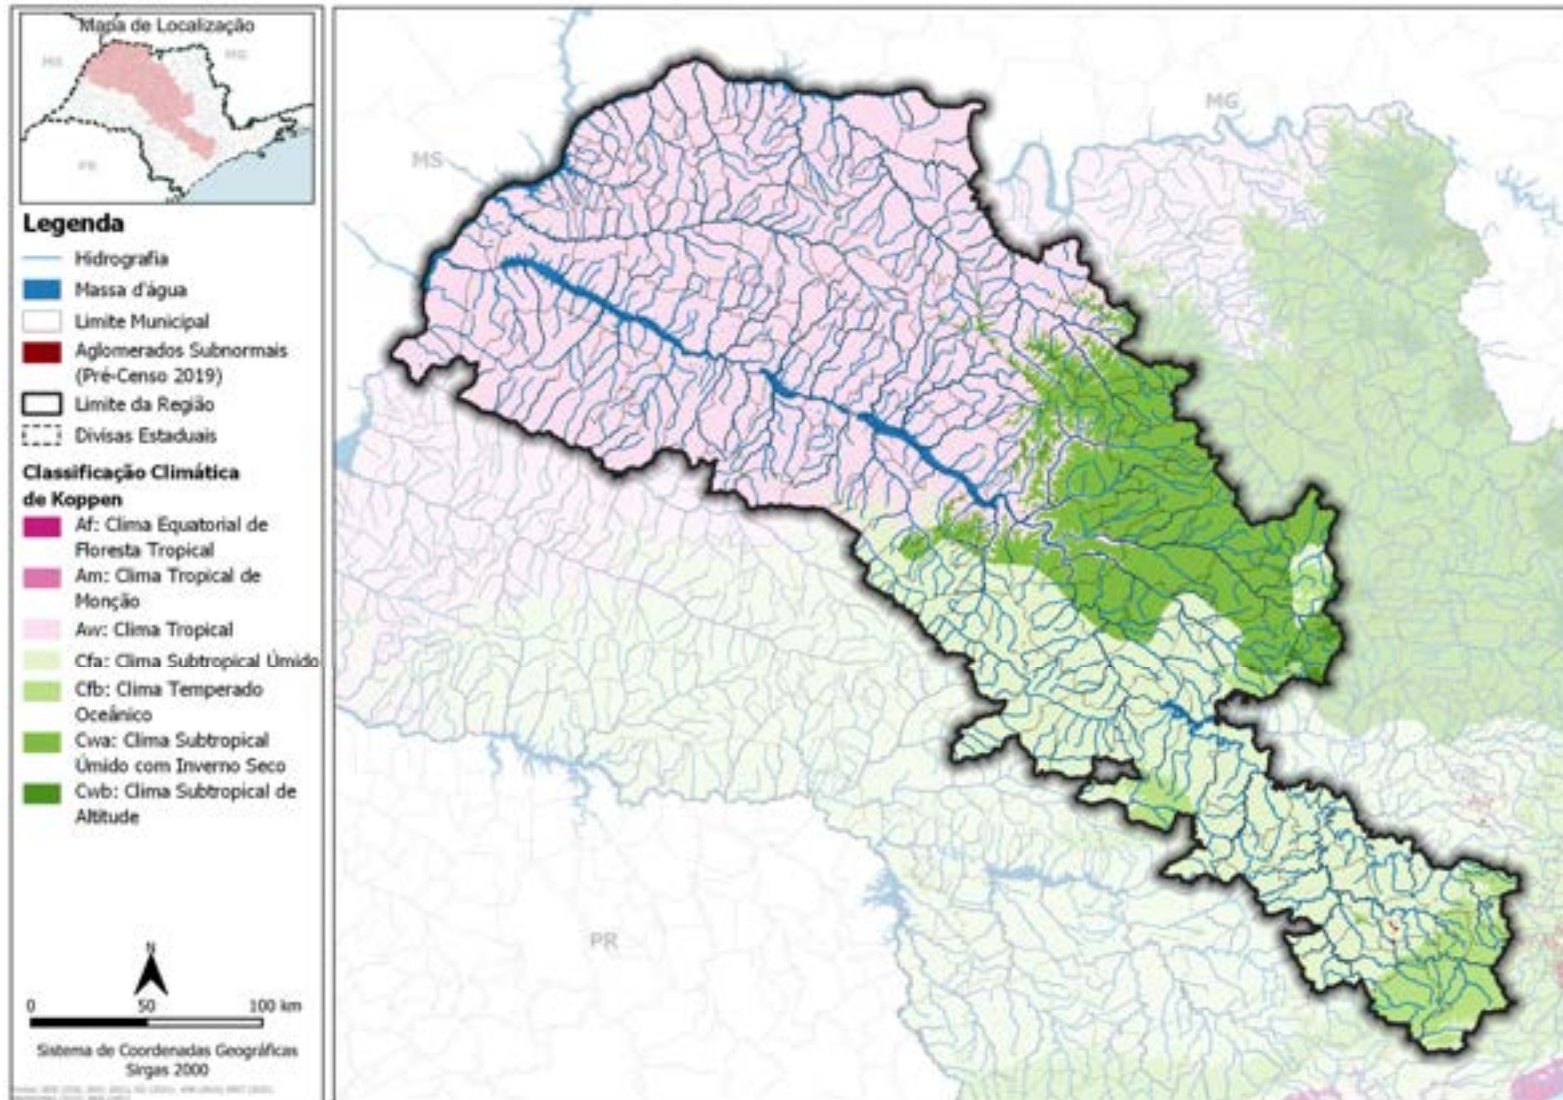 Mapa de Localização
MG
PR
Legenda
Hidrografia
Massa d'água
Limite Municipal
Aglomerados Subnormais
(Pré-Censo 2019)
Limite da Região
Divisas Estaduais
Classificação Climática
de Koppen
Af: Clima Equatorial de
Floresta Tropical
Am: Clima Tropical de
Monção
Aw: Clima Tropical
Cfa: Clima Subtropical Úmido
Cfb: Clima Temperado
Oceânico
Cwa: Clima Subtropical
Úmido com Inverno Seco
Cwb: Clima Subtropical de
Altitude
N
0 50 100 km
Sistema de Coordenadas Geográficas
Sirgas 2000
MS
MG
PR